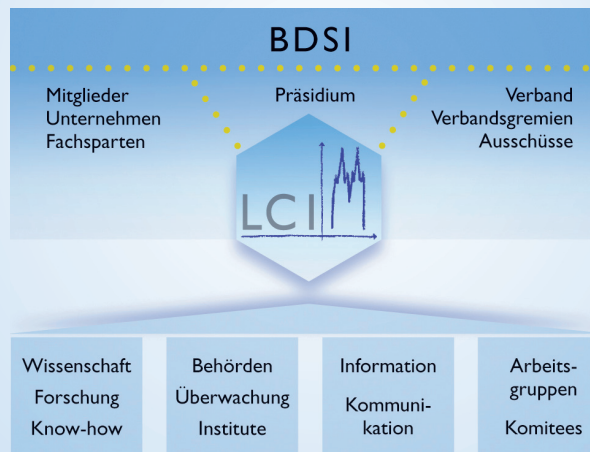 BDSI
Mitglieder
Unternehmen
Fachsparten
Präsidium
Verband
Verbandsgremien
Ausschüsse
LCI
Wissenschaft
Forschung
Know-how
Behörden
Überwachung
Institute
Information
Kommuni-
kation
Arbeits-
gruppen
Komitees